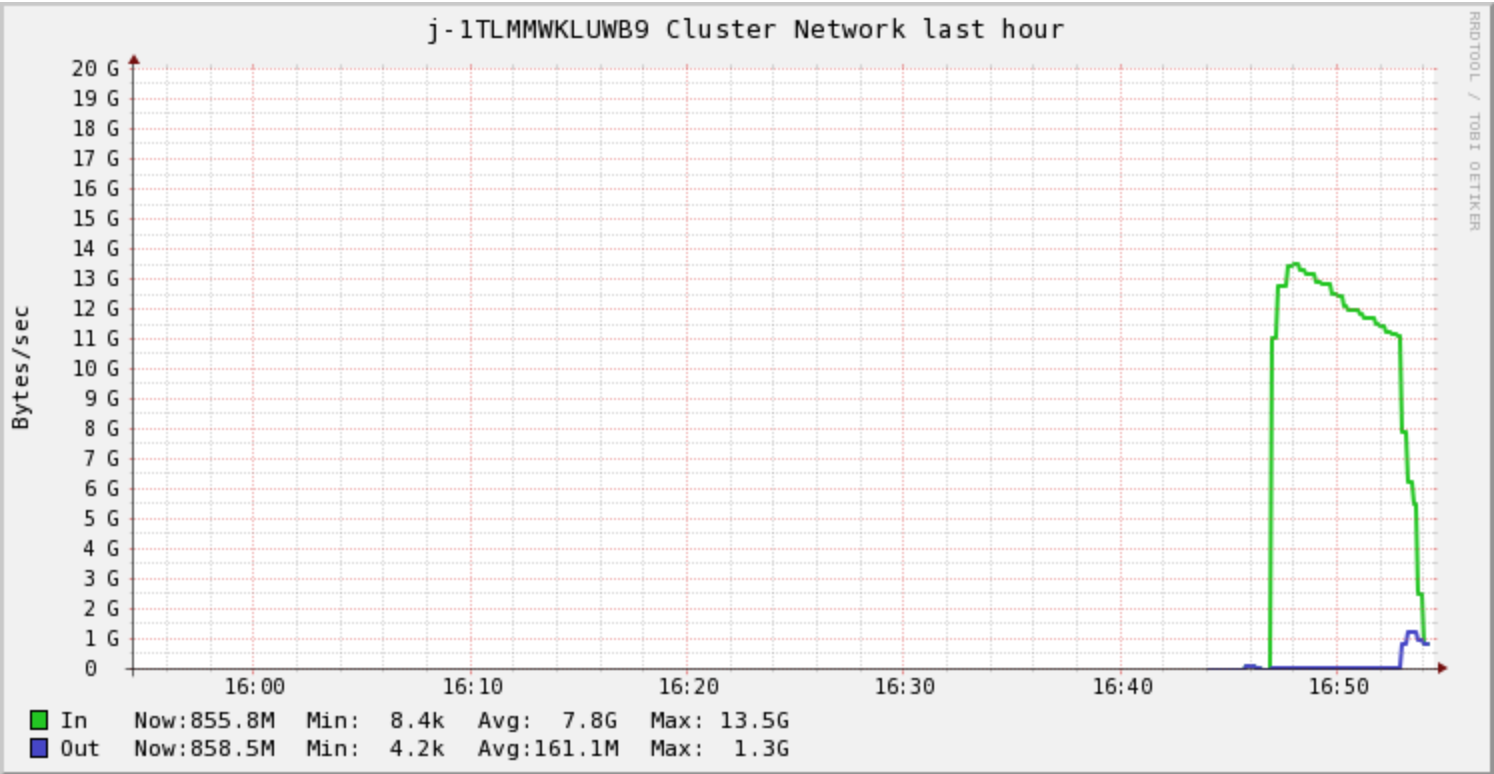 j-1TLMMWKLUWB9 Cluster Network last hour
RRDTOOL / TOBI OETIKER
Bytes/sec
20 G
19 G
18 G
17 G
16 G
15 G
14 G
13 G
12 G
11 G
10 G
9 G
8 G
7 G
6 G
5 G
4 G
3 G
2 G
1 G
0
16:00 16:10 16:20 16:30 16:40 16:50
In Now:855.8M Min: 8.4k Avg: 7.8G Max: 13.5G
Out Now:858.5M Min: 4.2k Avg:161.1M Max: 1.3G